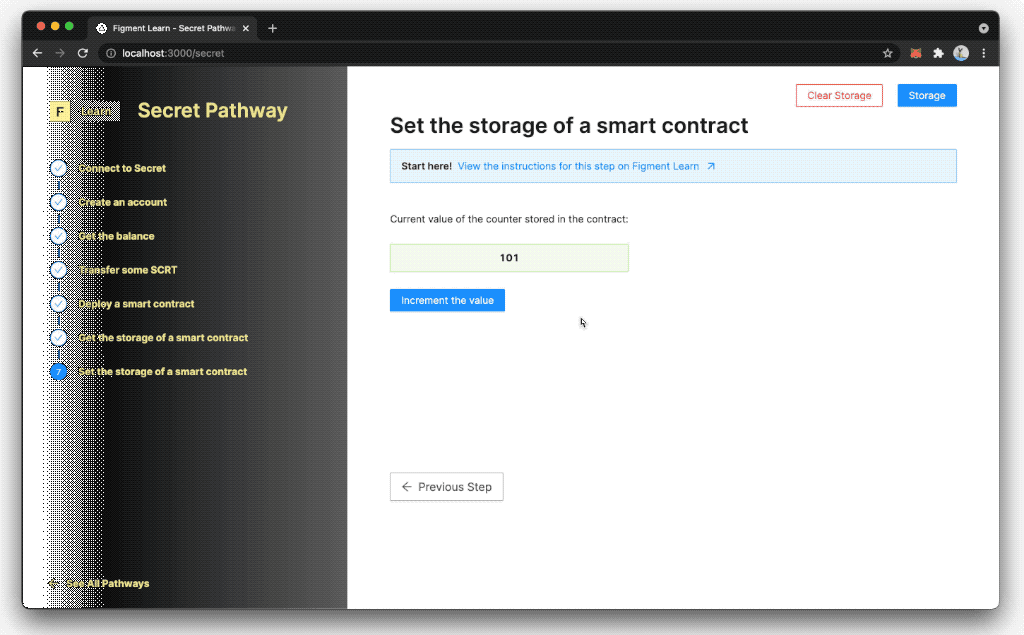 Figment Learn - Secret Pathw
localhost:3000/secret
F Learn Secret Pathway
Connect to Secret
Create an account
Get the balance
Transfer some SCRT
Deploy a smart contract
Get the storage of a smart contract
7 Set the storage of a smart contract
See All Pathways
Clear Storage Storage
Set the storage of a smart contract
Start here! View the instructions for this step on Figment Learn
Current value of the counter stored in the contract:
101
Increment the value
Previous Step